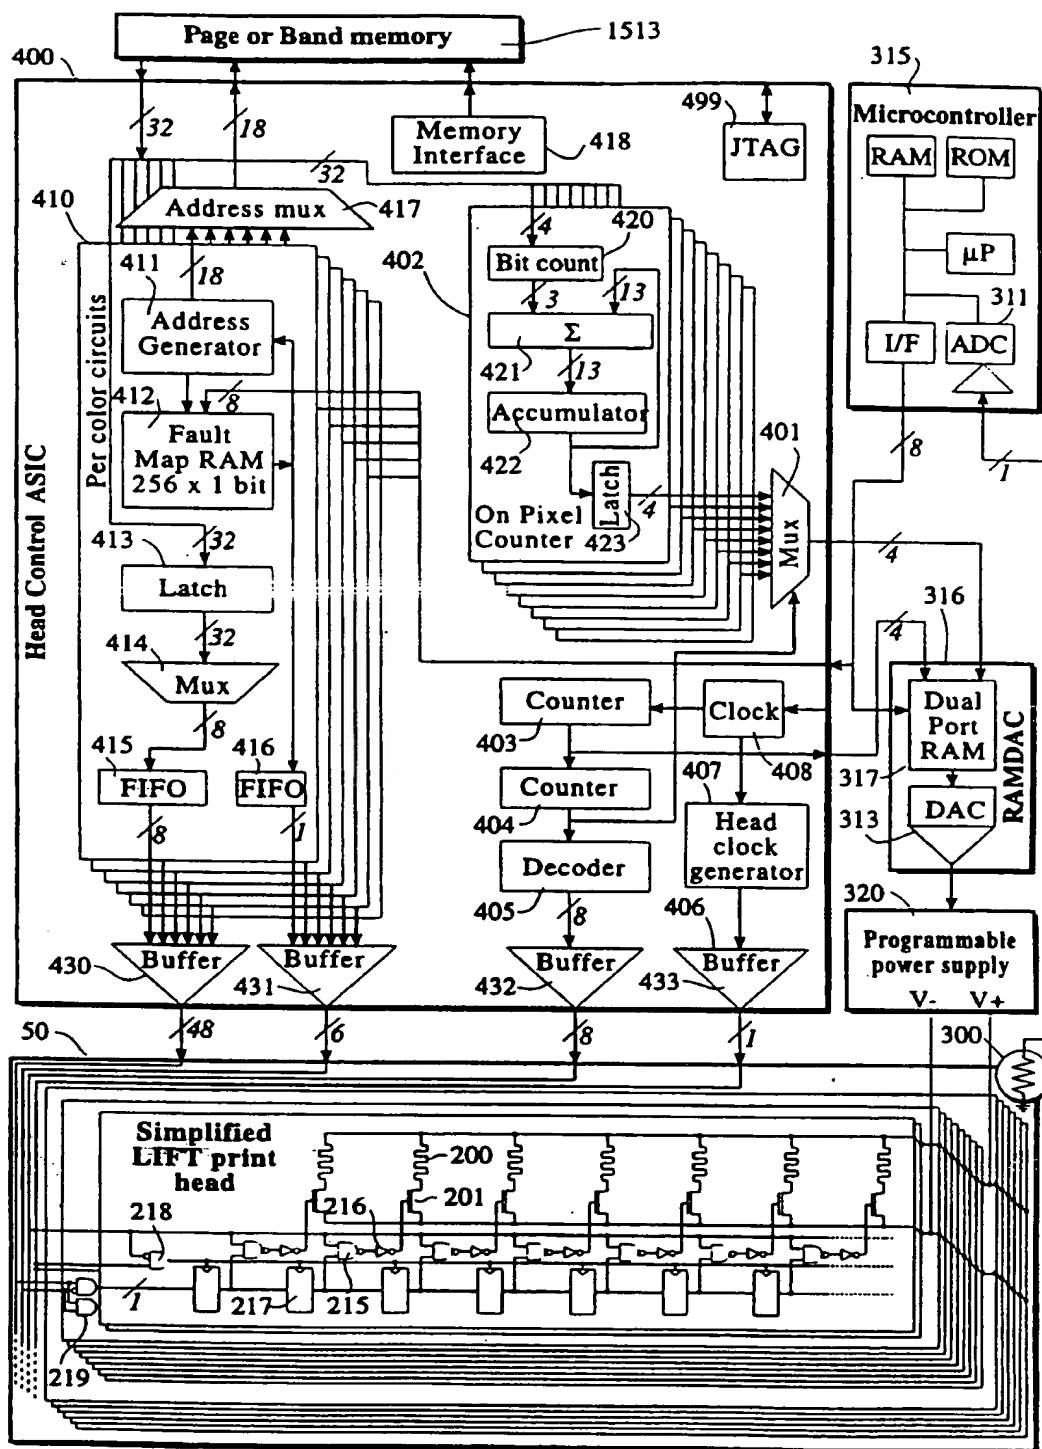 Page or Band memory
1513
400
315
32
18
499
Memory
Interface
418
JTAG
Microcontroller
RAM
ROM
32
Address mux
417
410
420
4
Bit count
µP
402
411
18
3
13
311
Address
Generator
Σ
I/F
ADC
421
13
Per color circuits
412
8
Accumulator
422
401
Fault
Map RAM
256 x 1 bit
8
1
Latch
4
On Pixel
Counter
423
Mux
Head Control ASIC
413
32
4
Latch
316
4
32
414
Mux
Counter
Clock
Dual
Port
RAM
403
408
317
8
RAMDAC
415
416
407
FIFO
FIFO
Counter
404
DAC
313
Head
clock
generator
8
1
Decoder
320
405
8
406
Programmable
power supply
Buffer
Buffer
Buffer
Buffer
430
431
432
433
V-
V+
50
48
6
8
1
300
Simplified
LIFT print
head
200
201
218
216
1
217
215
219